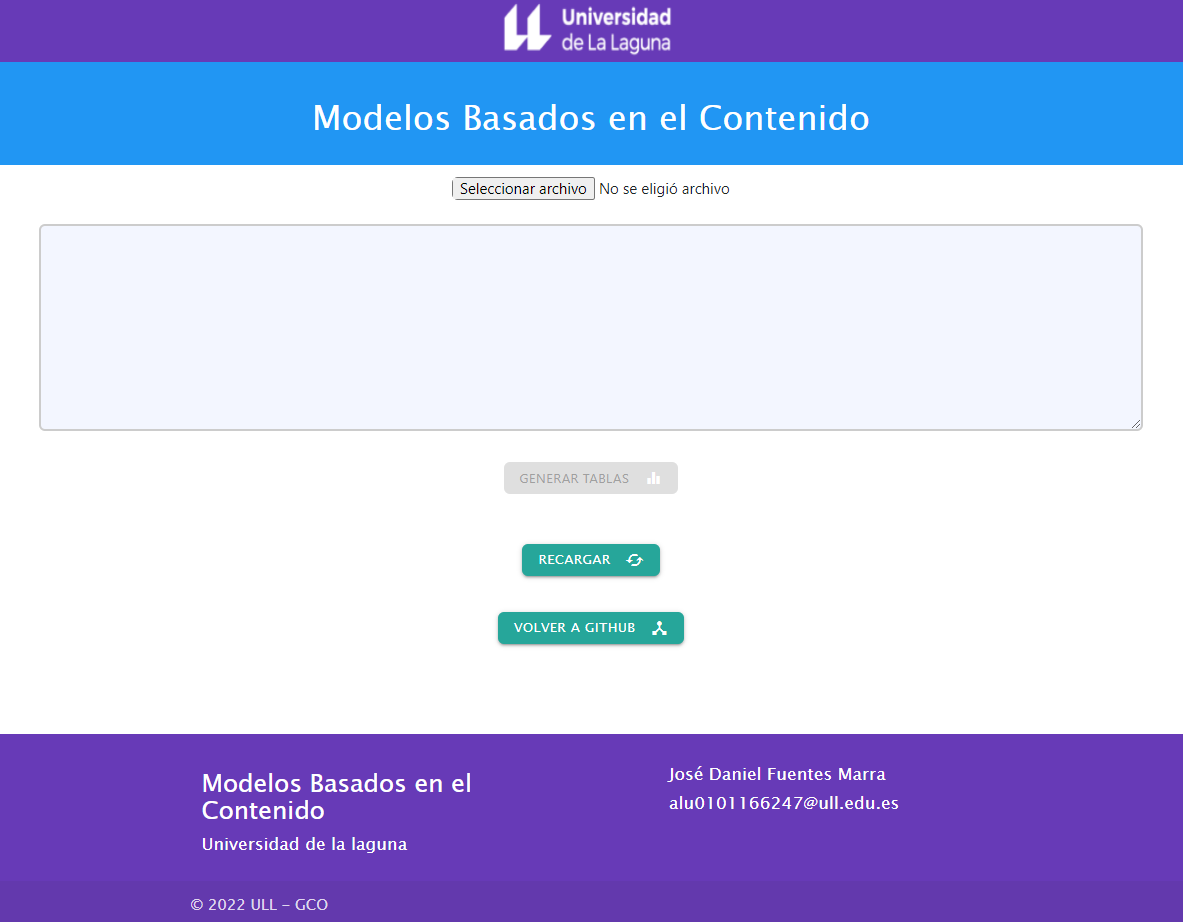 Universidad
de La Laguna
Modelos Basados en el Contenido
Seleccionar archivo No se eligió archivo
GENERAR TABLAS
RECARGAR
VOLVER A GITHUB
Modelos Basados en el
Contenido
Universidad de la laguna
José Daniel Fuentes Marra
alu0101166247@ull.edu.es
© 2022 ULL - GCO